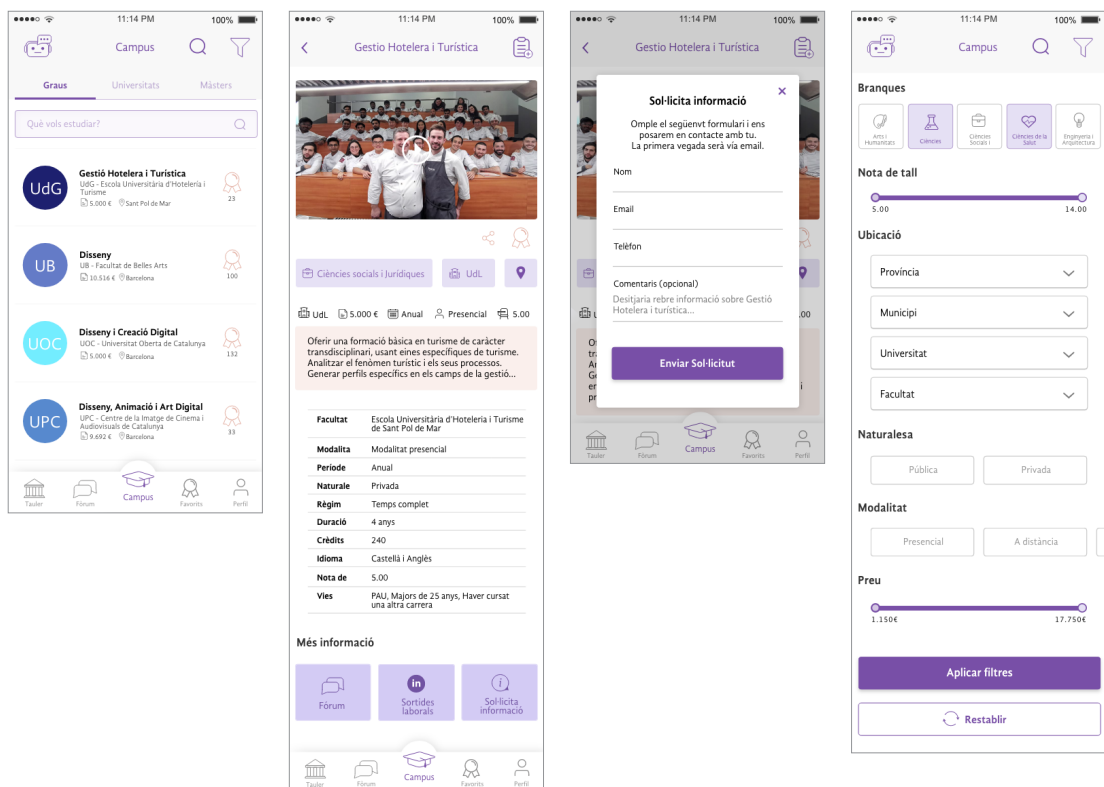 11:14 PM
100%
Campus
Graus
Universitats
Màsters
Què vols estudiar?
UdG
Gestió Hotelera i Turística
UdG - Escola Universitària d'Hotelería i
Turisme
5.000 €
Sant Pol de Mar
23
UB
Disseny
UB - Facultat de Belles Arts
10.516 €
Barcelona
100
UOC
Disseny i Creació Digital
UOC - Universitat Oberta de Catalunya
5.000 €
Barcelona
132
UPC
Disseny, Animació i Art Digital
UPC - Centre de la Imatge de Cinema i
Audiovisuals de Catalunya
9.692 €
Barcelona
33
Tauler
Fòrum
Campus
Favorits
Perfil
11:14 PM
100%
Gestio Hotelera i Turística
Ciències socials i Jurídiques
UdL
UdL
5.000 €
Anual
Presencial
5.00
Oferir una formació bàsica en turisme de caràcter
transdisciplinari, usant eines específiques de turisme.
Analitzar el fenòmen turístic i els seus processos.
Generar perfils específics en els camps de la gestió...
Facultat
Escola Universitària d'Hoteleria i Turisme
de Sant Pol de Mar
Modalita
Modalitat presencial
Període
Anual
Naturale
Privada
Règim
Temps complet
Duració
4 anys
Crèdits
240
Idioma
Castellà i Anglès
Nota de
5.00
Vies
PAU, Majors de 25 anys, Haver cursat
una altra carrera
Més informació
Fòrum
in
Sortides
laborals
Sol·licita
informació
Tauler
Fòrum
Campus
Favorits
Perfil
11:14 PM
100%
Gestio Hotelera i Turística
Sol·licita informació
Omple el següenvt formulari i ens
posarem en contacte amb tu.
La primera vegada serà vía email.
Nom
Email
Telèfon
Comentaris (opcional)
Desitjaria rebre informació sobre Gestió
Hotelera i turística...
Enviar Sol·licitut
Tauler
Fòrum
Campus
Favorits
Perfil
11:14 PM
100%
Campus
Branques
Arts i
Humanitats
Ciències
Ciències
Socials i
Ciències de la
Salut
Enginyeria i
Arquitectura
Nota de tall
5.00
14.00
Ubicació
Província
Municipi
Universitat
Facultat
Naturalesa
Pública
Privada
Modalitat
Presencial
A distància
Preu
1.150€
17.750€
Aplicar filtres
Restablir